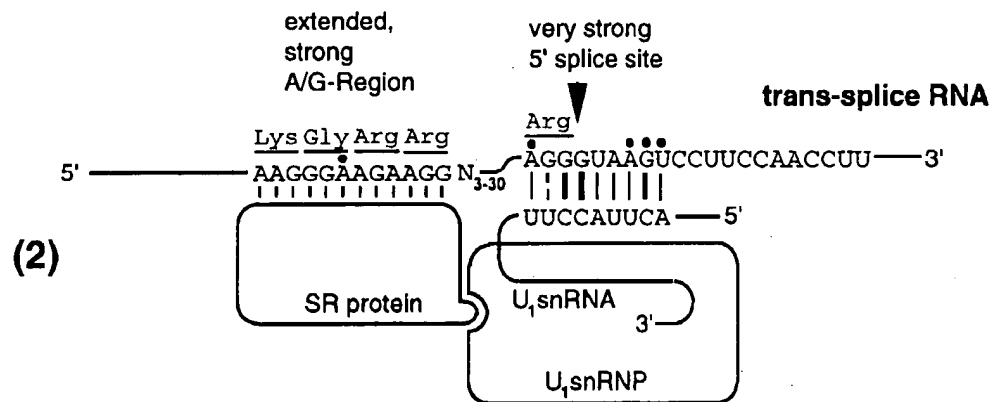 extended,
strong
A/G-Region
very strong
5' splice site
trans-splice RNA
Lys Gly Arg Arg
Arg
5' AAGGGAAGAAGG N3-30 AGGGUAAGUCCUUCCAACCUU 3'
UUCCAUUCA 5'
(2)
SR protein
U1snRNA
3'
U1snRNP